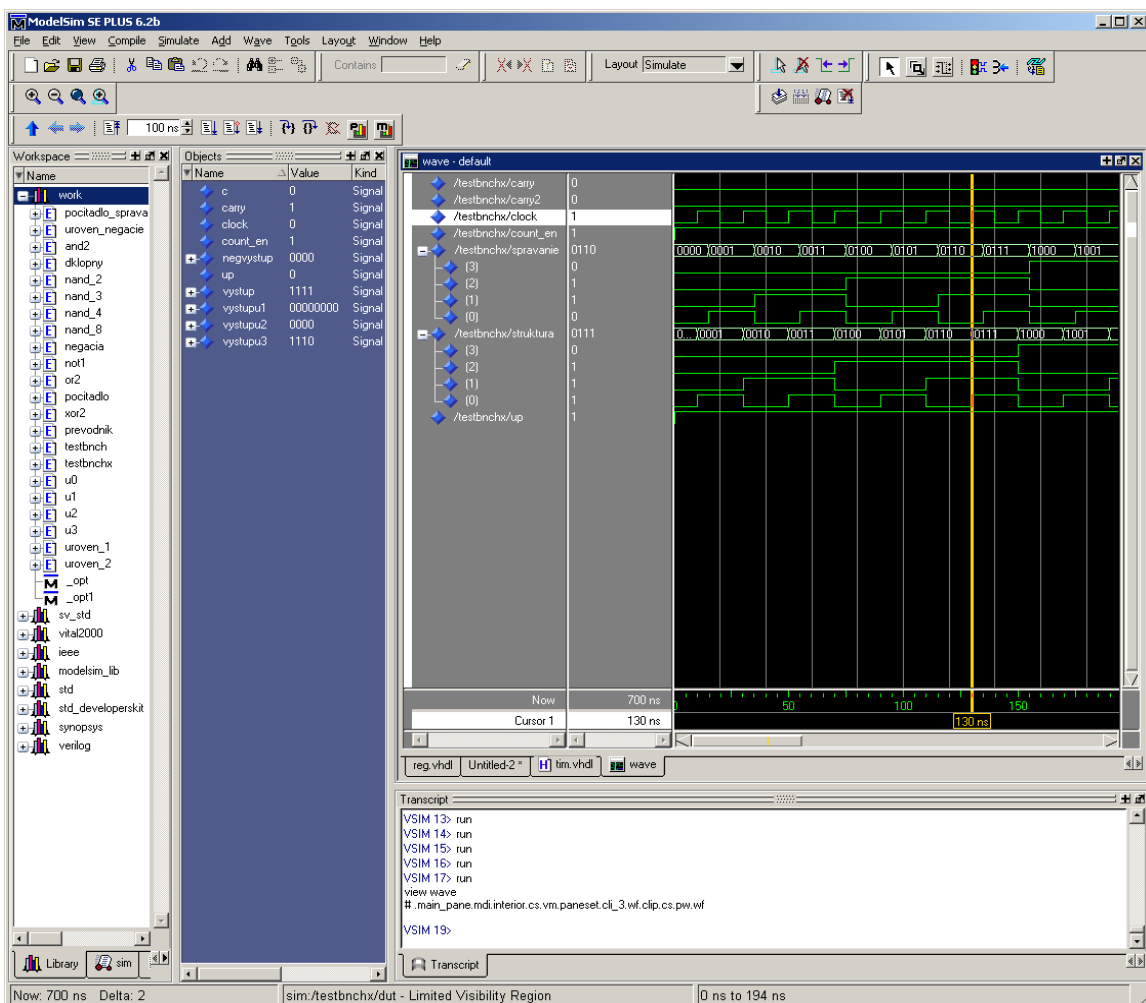 ModelSim SE PLUS 6.2b
File Edit View Compile Simulate Add Wave Tools Layout Window Help
Contains
Layout Simulate
100 ns
Workspace
Name
work
pocitadlo_sprava
uroven_negacie
and2
dklopny
nand_2
nand_3
nand_4
nand_8
negacia
not1
or2
pocitadlo
xor2
prevodnik
testbnch
testbnchx
u0
u1
u2
u3
uroven_1
uroven_2
_opt
_opt1
sv_std
vital2000
ieee
modelsim_lib
std
std_developerskit
synopsys
verilog
Library sim
Objects
Name Value Kind
c 0 Signal
carry 1 Signal
clock 0 Signal
count_en 1 Signal
negvystup 0000 Signal
up 0 Signal
vystup 1111 Signal
vystupu1 00000000 Signal
vystupu2 0000 Signal
vystupu3 1110 Signal
wave - default
/testbnchx/carry 0
/testbnchx/carry2 0
/testbnchx/clock 1
/testbnchx/count_en 1
/testbnchx/spravanie 0110 0000 0001 0010 0011 0100 0101 0110 0111 1000 1001
(3) 0
(2) 1
(1) 1
(0) 0
/testbnchx/struktura 0111 0... 0001 0010 0011 0100 0101 0110 0111 1000 1001
(3) 0
(2) 1
(1) 1
(0) 1
/testbnchx/up 1
Now 700 ns 0 50 100 150
Cursor 1 130 ns 130 ns
reg.vhdl Untitled-2 * tim.vhdl wave
Transcript
VSIM 13> run
VSIM 14> run
VSIM 15> run
VSIM 16> run
VSIM 17> run
view wave
# .main_pane.mdi.interior.cs.vm.paneset.cli_3.wf.clip.cs.pw.wf
VSIM 19>
Transcript
Now: 700 ns Delta: 2 sim:/testbnchx/dut - Limited Visibility Region 0 ns to 194 ns